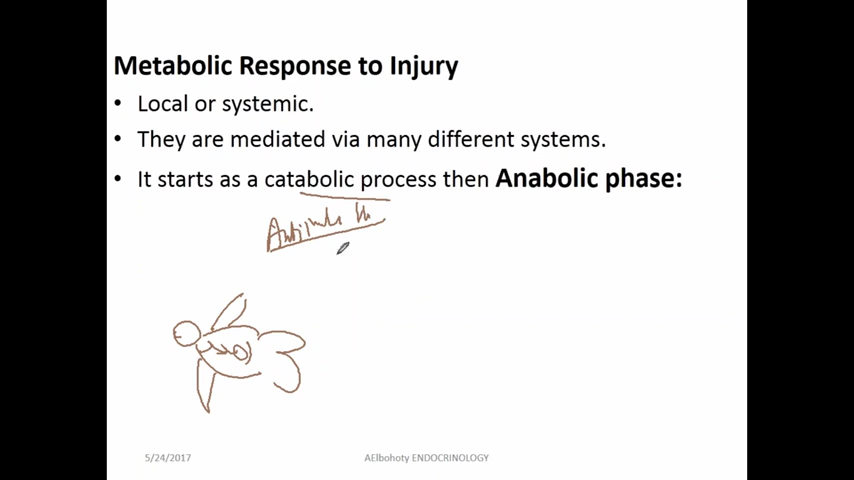 Metabolic Response to Injury
• Local or systemic.
• They are mediated via many different systems.
• It starts as a catabolic process then Anabolic phase:
5/24/2017
AElbohoty ENDOCRINOLOGY